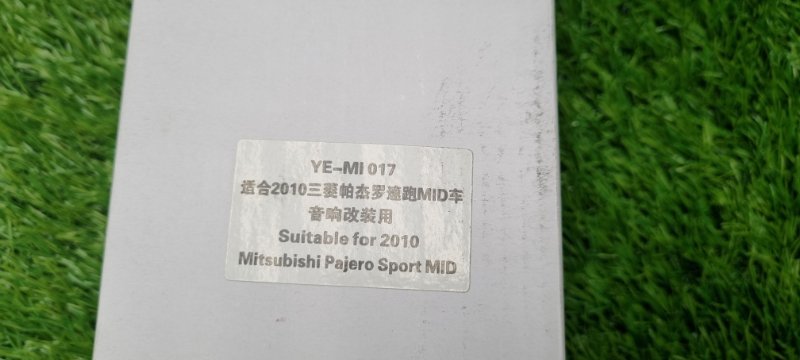 YE-MI 017
适合2010三菱帕杰罗速跑MID车
音响改装用
Suitable for 2010
Mitsubishi Pajero Sport MID